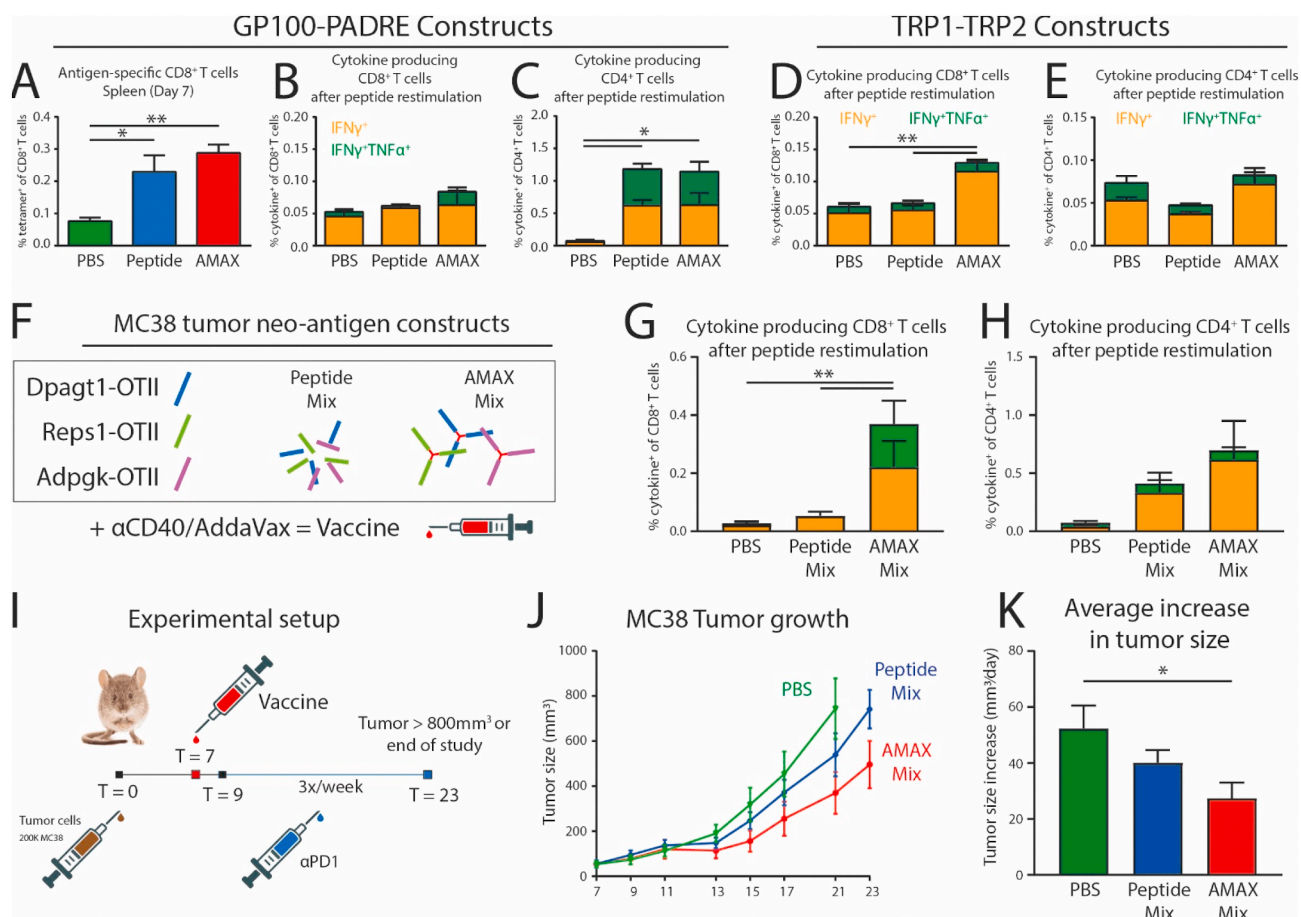 GP100-PADRE Constructs
TRP1-TRP2 Constructs
A
Antigen-specific CD8⁺ T cells
Spleen (Day 7)
% tetramer⁺ of CD8⁺ T cells
0.4
0.3
0.2
0.1
0.0
**
*
PBS
Peptide
AMAX
B
Cytokine producing
CD8⁺ T cells
after peptide restimulation
IFNγ⁺
IFNγ⁺TNFα⁺
% cytokine⁺ of CD8⁺ T cells
0.20
0.15
0.10
0.05
0.00
PBS
Peptide
AMAX
C
Cytokine producing
CD4⁺ T cells
after peptide restimulation
% cytokine⁺ of CD4⁺ T cells
2.0
1.5
1.0
0.5
0.0
*
PBS
Peptide
AMAX
D
Cytokine producing CD8⁺ T cells
after peptide restimulation
IFNγ⁺
IFNγ⁺TNFα⁺
% cytokine⁺ of CD8⁺ T cells
0.20
0.15
0.10
0.05
0.00
**
PBS
Peptide
AMAX
E
Cytokine producing CD4⁺ T cells
after peptide restimulation
IFNγ⁺
IFNγ⁺TNFα⁺
% cytokine⁺ of CD4⁺ T cells
0.15
0.10
0.05
0.00
PBS
Peptide
AMAX
F
MC38 tumor neo-antigen constructs
Dpagt1-OTII
Reps1-OTII
Adpgk-OTII
Peptide
Mix
AMAX
Mix
+ αCD40/AddaVax = Vaccine
G
Cytokine producing CD8⁺ T cells
after peptide restimulation
% cytokine⁺ of CD8⁺ T cells
0.6
0.4
0.2
0.0
**
PBS
Peptide
Mix
AMAX
Mix
H
Cytokine producing CD4⁺ T cells
after peptide restimulation
% cytokine⁺ of CD4⁺ T cells
1.5
1.0
0.5
0.0
PBS
Peptide
Mix
AMAX
Mix
I
Experimental setup
Vaccine
Tumor > 800mm³ or
end of study
T = 7
T = 0
T = 9
3x/week
T = 23
Tumor cells
200K MC38
αPD1
J
MC38 Tumor growth
Tumor size (mm³)
1000
800
600
400
200
0
7
9
11
13
15
17
21
23
PBS
Peptide
Mix
AMAX
Mix
K
Average increase
in tumor size
Tumor size increase (mm³/day)
80
60
40
20
0
*
PBS
Peptide
Mix
AMAX
Mix